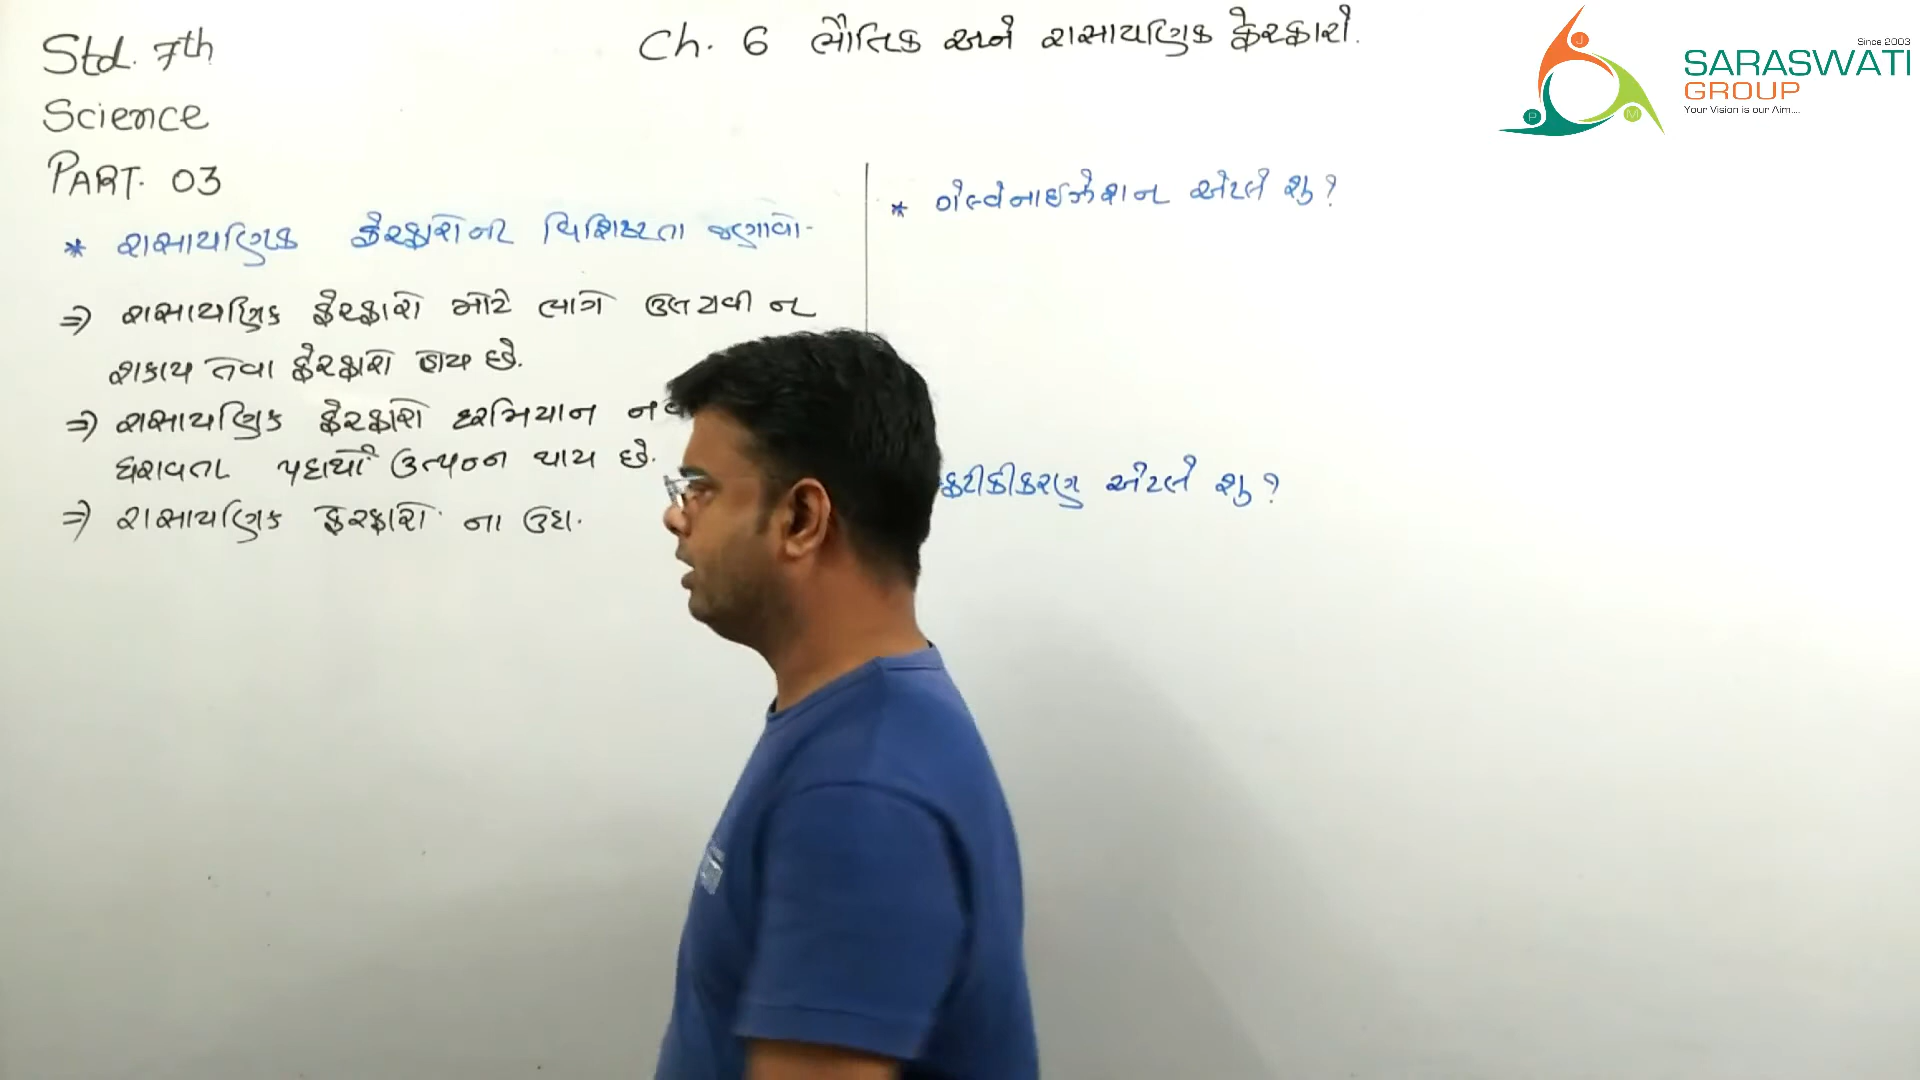 Std. 7th
Science
PART. 03
Ch. 6 ભૌતિક અને રાસાયણિક ફેરફારો.
Since 2003
SARASWATI
GROUP
Your Vision is our Aim....
J
P
M
* રાસાયણિક ફેરફારોની વિશિષ્ટતા જણાવો.
⇒ રાસાયણિક ફેરફારો મોટે ભાગે ઉલટાવી ન
શકાય તેવા ફેરફારો હોય છે.
⇒ રાસાયણિક ફેરફારો દરમિયાન
ધરાવતા પદાર્થો ઉત્પન્ન થાય છે.
⇒ રાસાયણિક ફેરફારો ના ઉદા.
* ગેલ્વેનાઈઝેશન એટલે શું?
સ્ફટીકીકરણ એટલે શું?